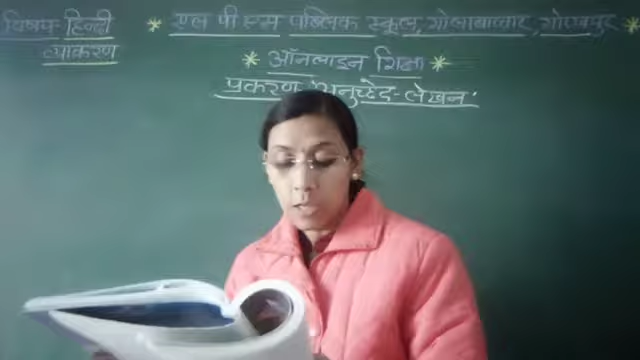 विषय हिन्दी
व्याकरण
* एल पी एम पब्लिक स्कूल, गोलाबाजार, गोरखपुर *
* ऑनलाइन शिक्षा *
प्रकरण 'अनुच्छेद-लेखन'